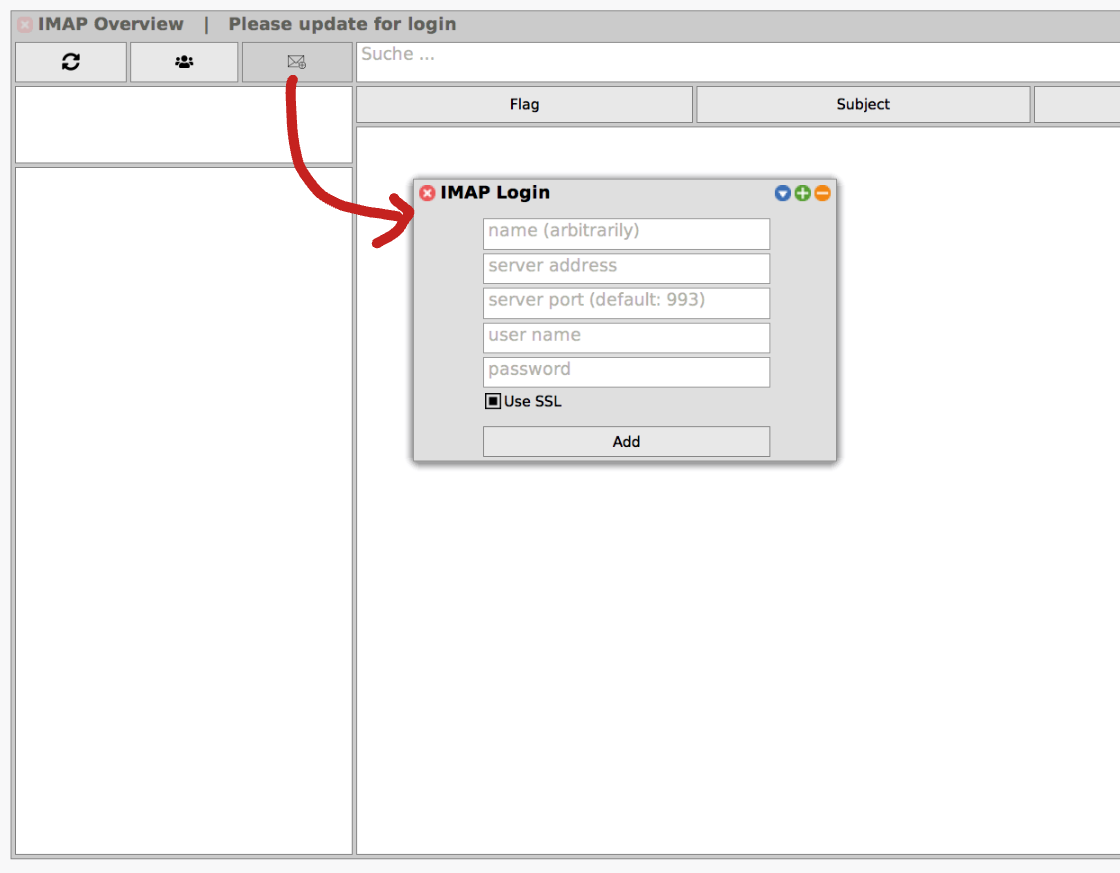 IMAP Overview | Please update for login
Suche ...
Flag Subject
IMAP Login
name (arbitrarily)
server address
server port (default: 993)
user name
password
Use SSL
Add